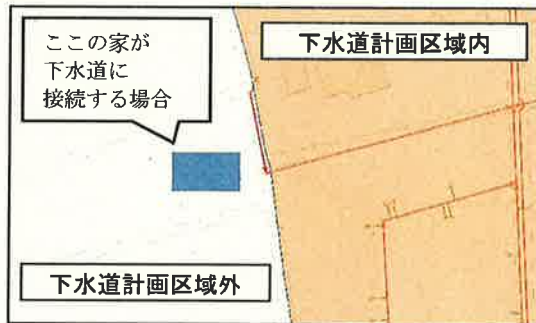 ここの家が
下水道に
接続する場合
下水道計画区域内
下水道計画区域外